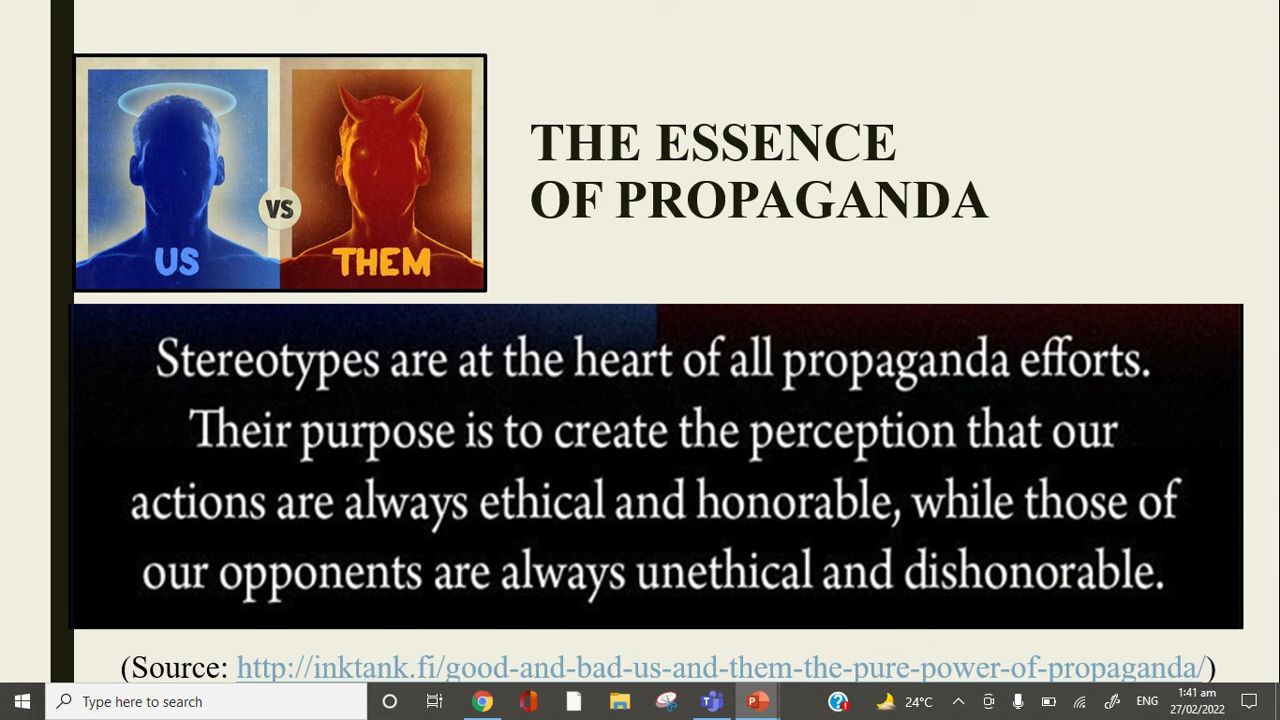 US
VS
THEM
THE ESSENCE
OF PROPAGANDA
Stereotypes are at the heart of all propaganda efforts.
Their purpose is to create the perception that our
actions are always ethical and honorable, while those of
our opponents are always unethical and dishonorable.
(Source: http://inktank.fi/good-and-bad-us-and-them-the-pure-power-of-propaganda/)
Type here to search
24°C
ENG
1:41 am
27/02/2022